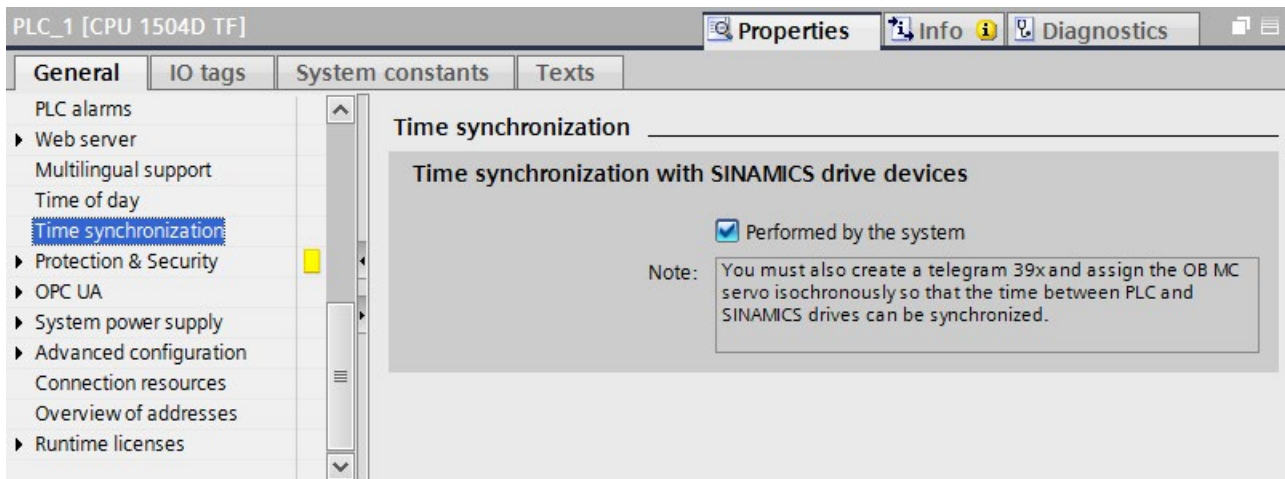 PLC_1 [CPU 1504D TF]
Properties
Info
Diagnostics
General
IO tags
System constants
Texts
PLC alarms
Web server
Multilingual support
Time of day
Time synchronization
Protection & Security
OPC UA
System power supply
Advanced configuration
Connection resources
Overview of addresses
Runtime licenses
Time synchronization
Time synchronization with SINAMICS drive devices
Performed by the system
Note:
You must also create a telegram 39x and assign the OB MC
servo isochronously so that the time between PLC and
SINAMICS drives can be synchronized.